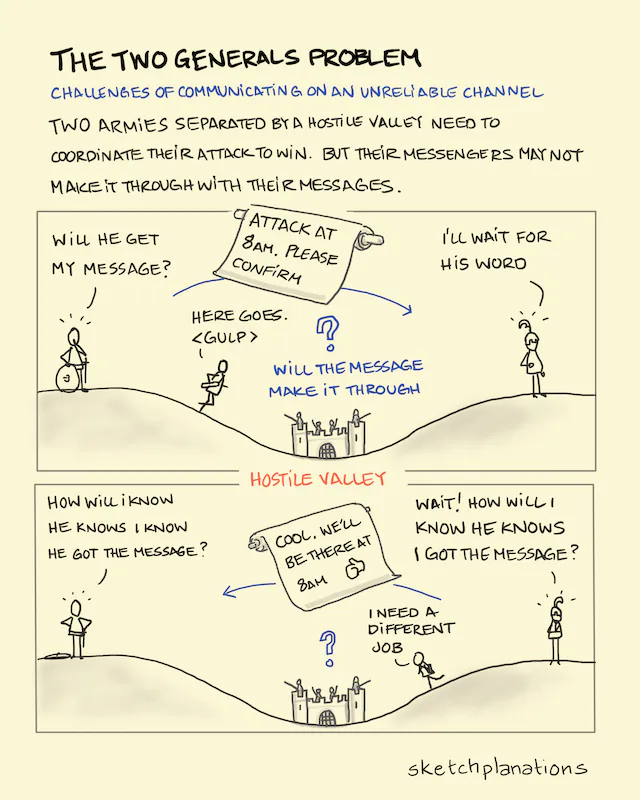 THE TWO GENERALS PROBLEM
CHALLENGES OF COMMUNICATING ON AN UNRELIABLE CHANNEL
TWO ARMIES SEPARATED BY A HOSTILE VALLEY NEED TO
COORDINATE THEIR ATTACK TO WIN. BUT THEIR MESSENGERS MAY NOT
MAKE IT THROUGH WITH THEIR MESSAGES.
WILL HE GET
MY MESSAGE?
ATTACK AT
8AM. PLEASE
CONFIRM
I'LL WAIT FOR
HIS WORD
HERE GOES.
<GULP>
?
WILL THE MESSAGE
MAKE IT THROUGH
HOSTILE VALLEY
HOW WILL I KNOW
HE KNOWS I KNOW
HE GOT THE MESSAGE?
COOL. WE'LL
BE THERE AT
8AM
WAIT! HOW WILL I
KNOW HE KNOWS
I GOT THE MESSAGE?
I NEED A
DIFFERENT
JOB
?
sketchplanations